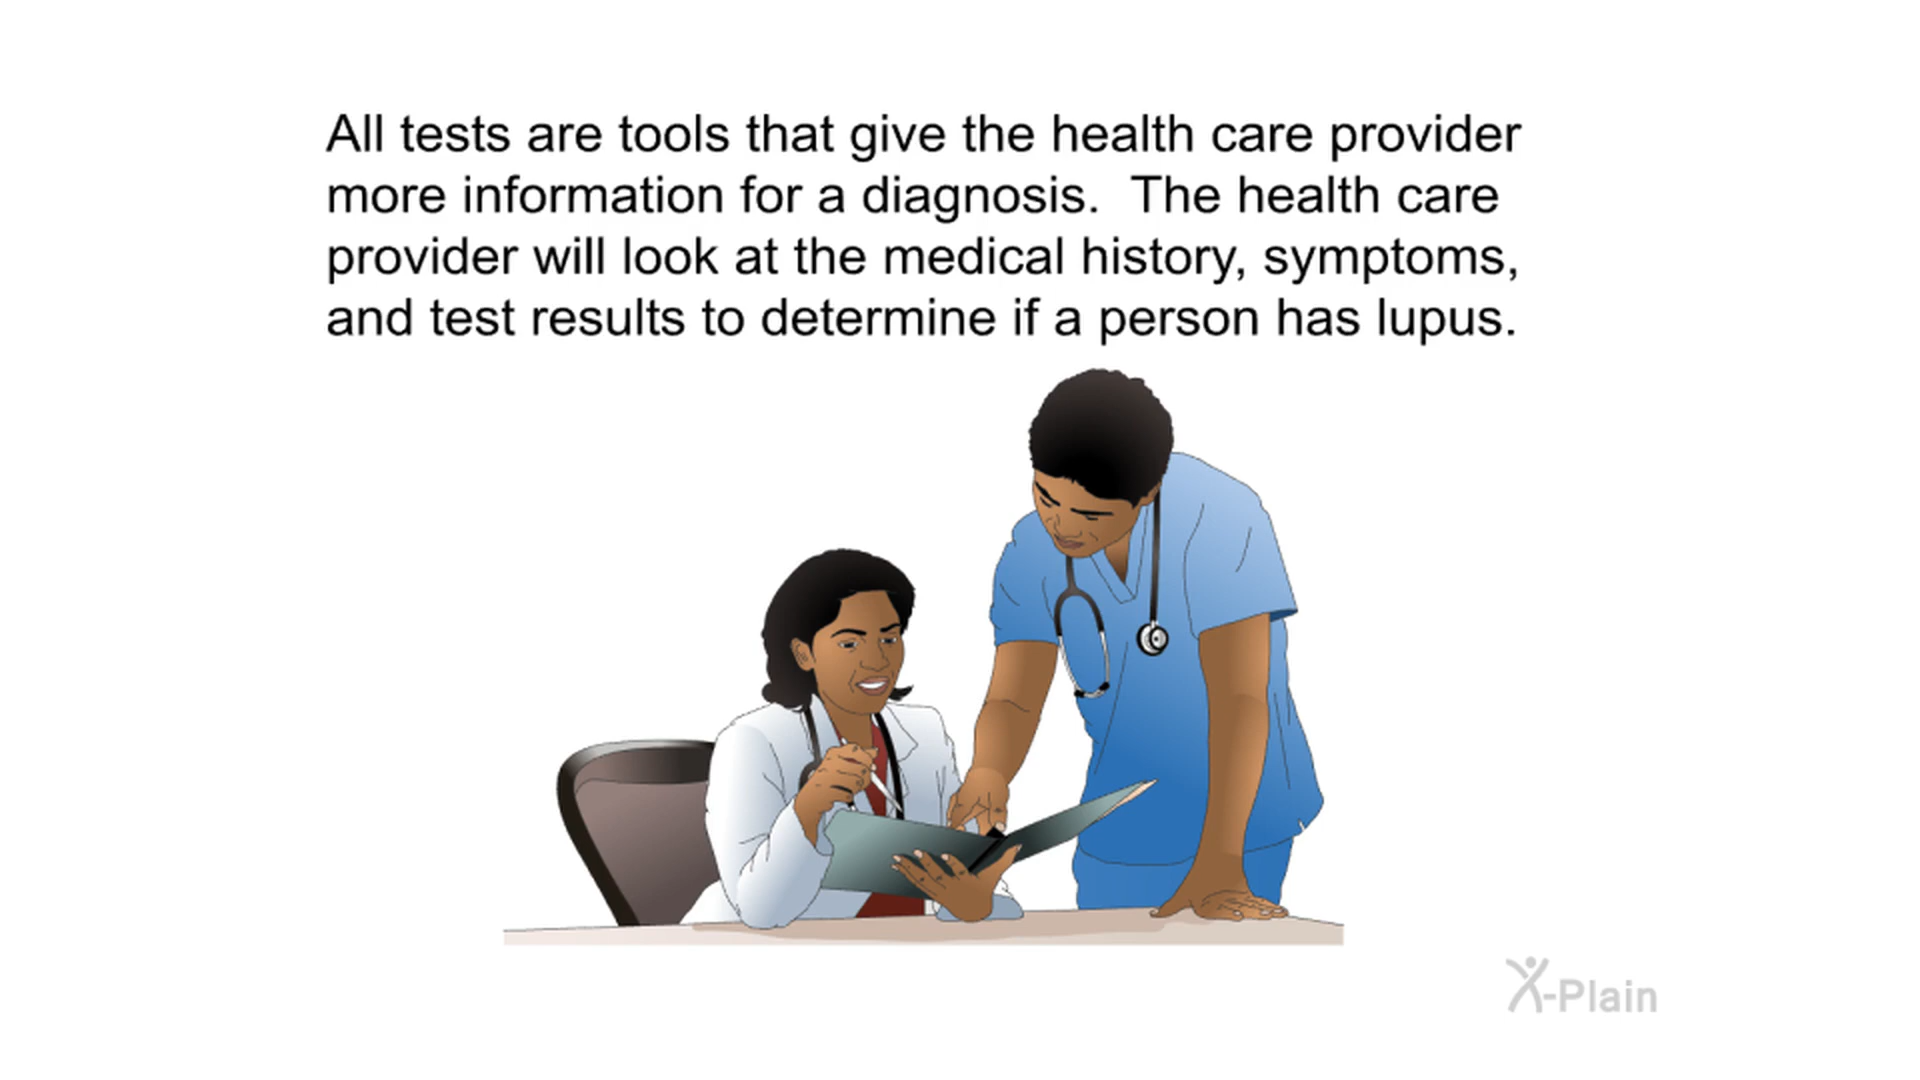 All tests are tools that give the health care provider
more information for a diagnosis.  The health care
provider will look at the medical history, symptoms,
and test results to determine if a person has lupus.
X-Plain